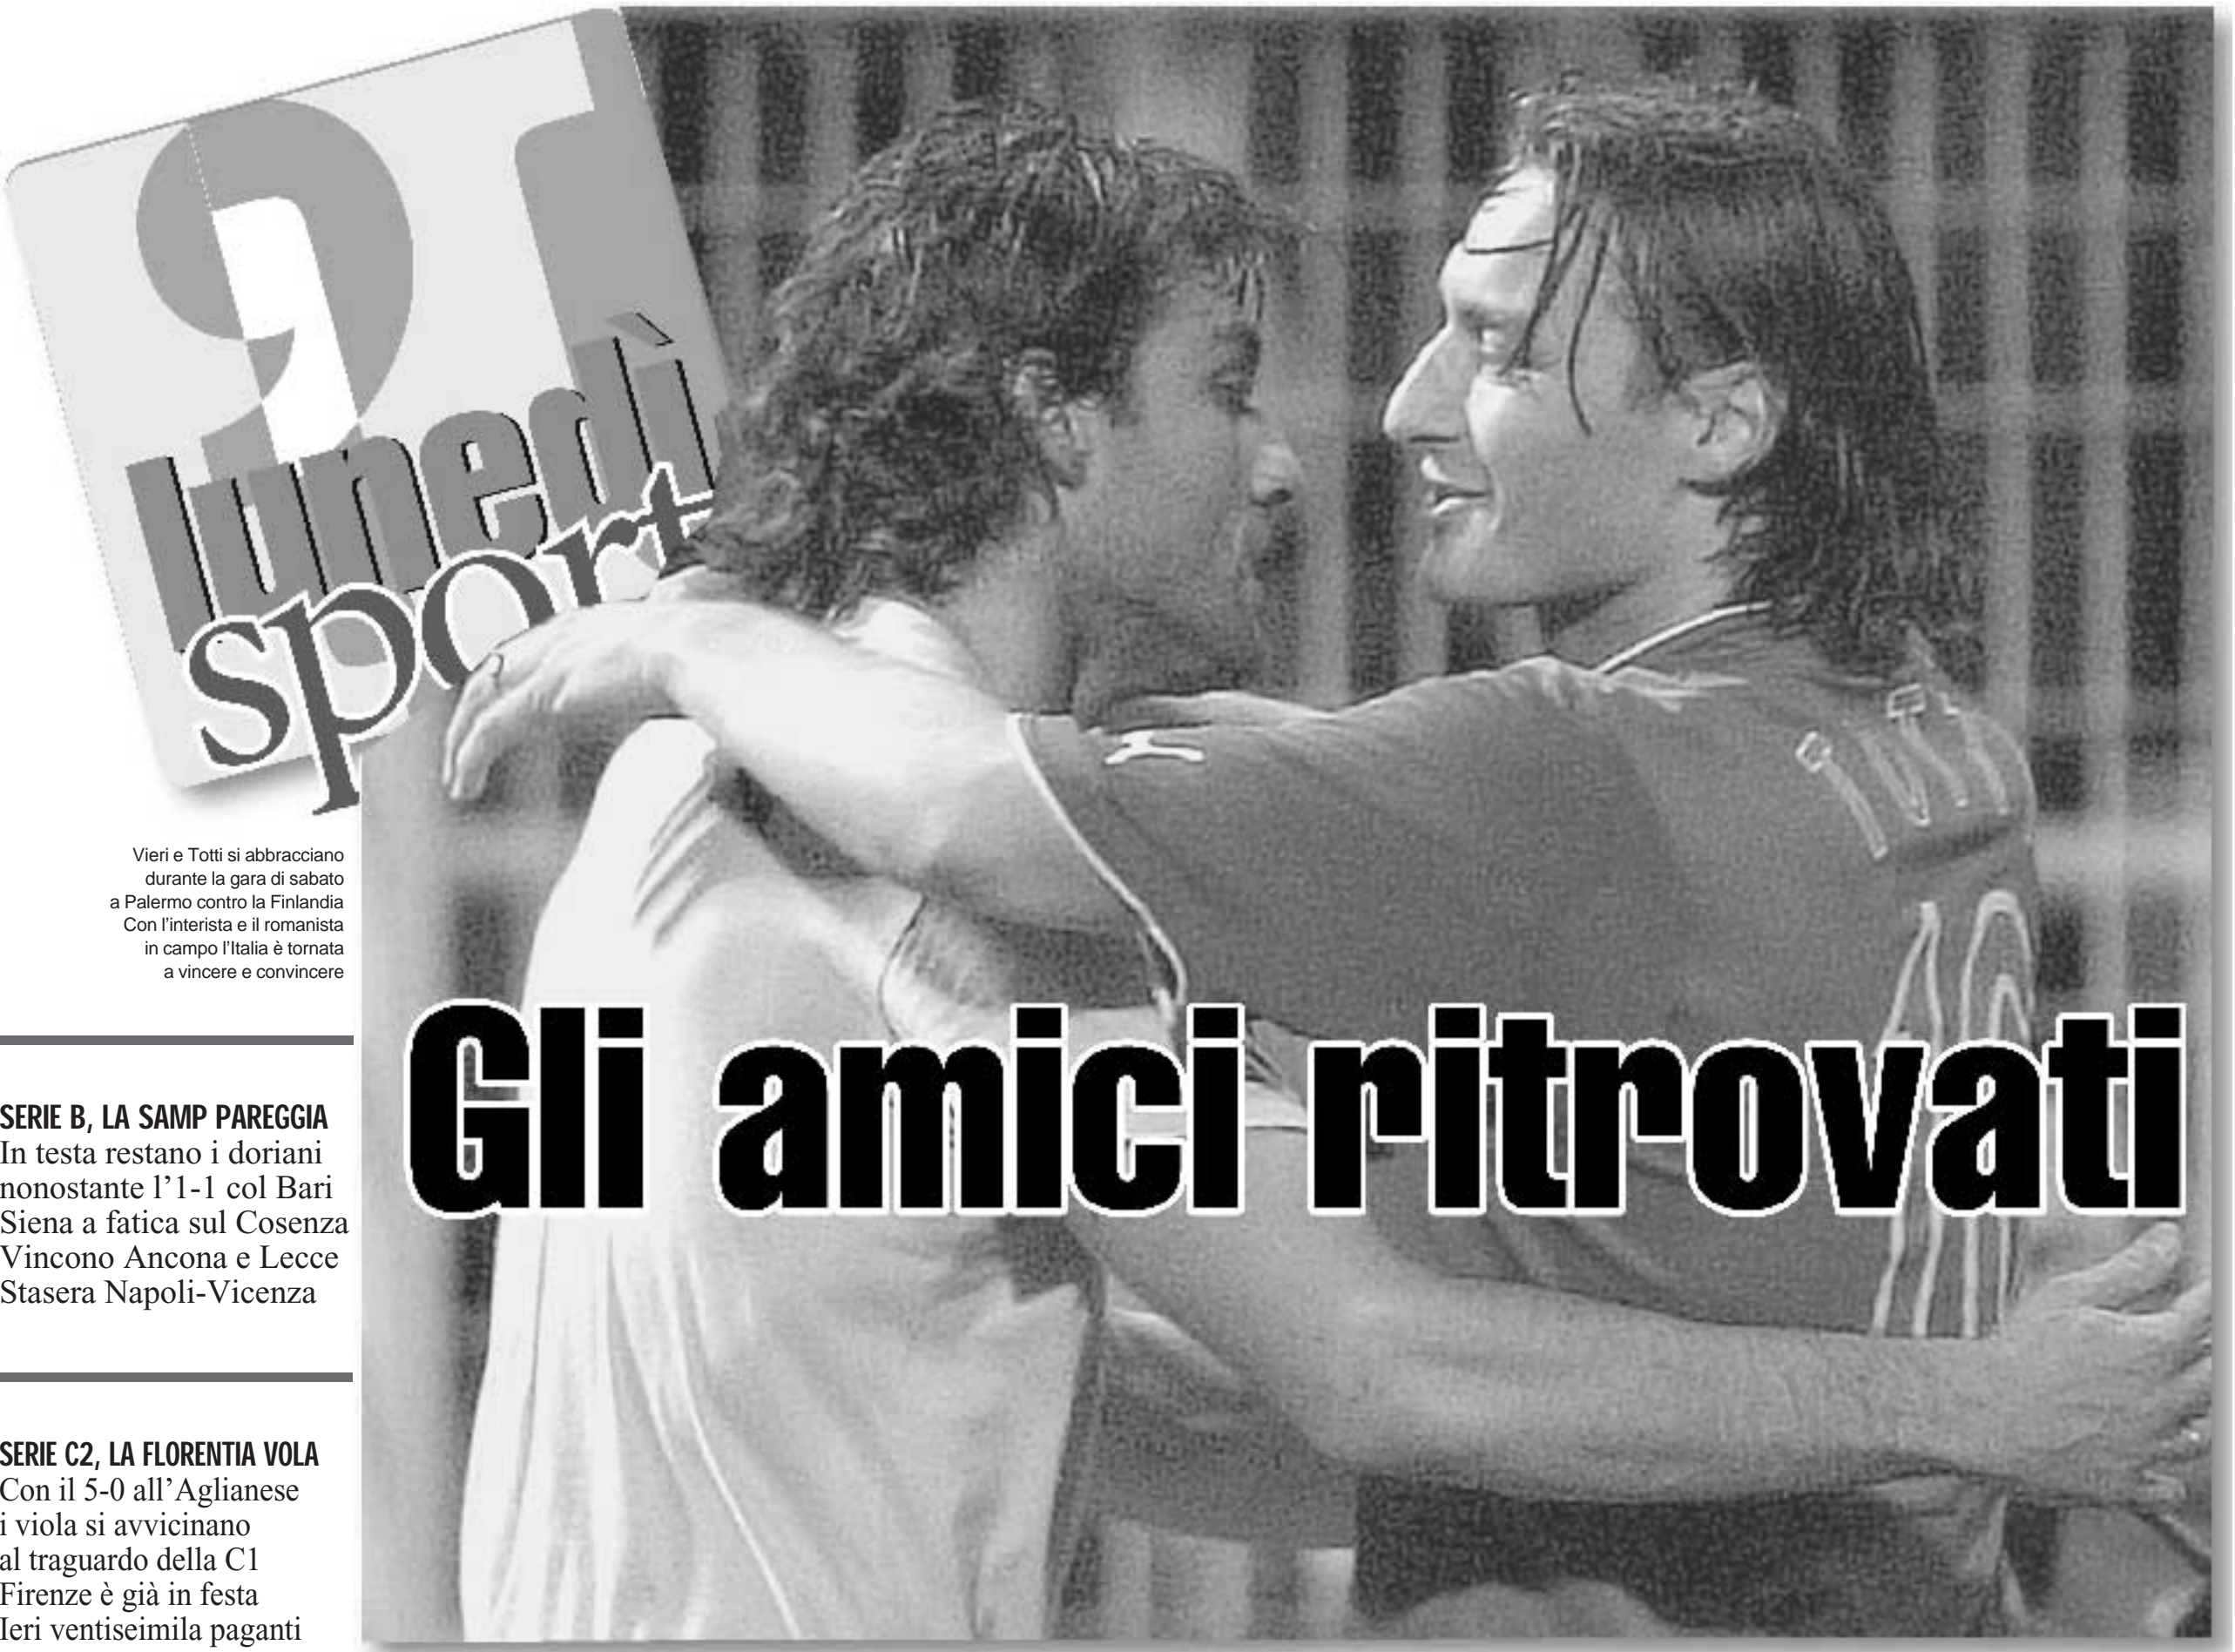 lunedì
sport
Vieri e Totti si abbracciano
durante la gara di sabato
a Palermo contro la Finlandia
Con l'interista e il romanista
in campo l'Italia è tornata
a vincere e convincere
Gli amici ritrovati
SERIE B, LA SAMP PAREGGIA
In testa restano i doriani
nonostante l'1-1 col Bari
Siena a fatica sul Cosenza
Vincono Ancona e Lecce
Stasera Napoli-Vicenza
SERIE C2, LA FLORENTIA VOLA
Con il 5-0 all'Aglianese
i viola si avvicinano
al traguardo della C1
Firenze è già in festa
Ieri ventiseimila paganti